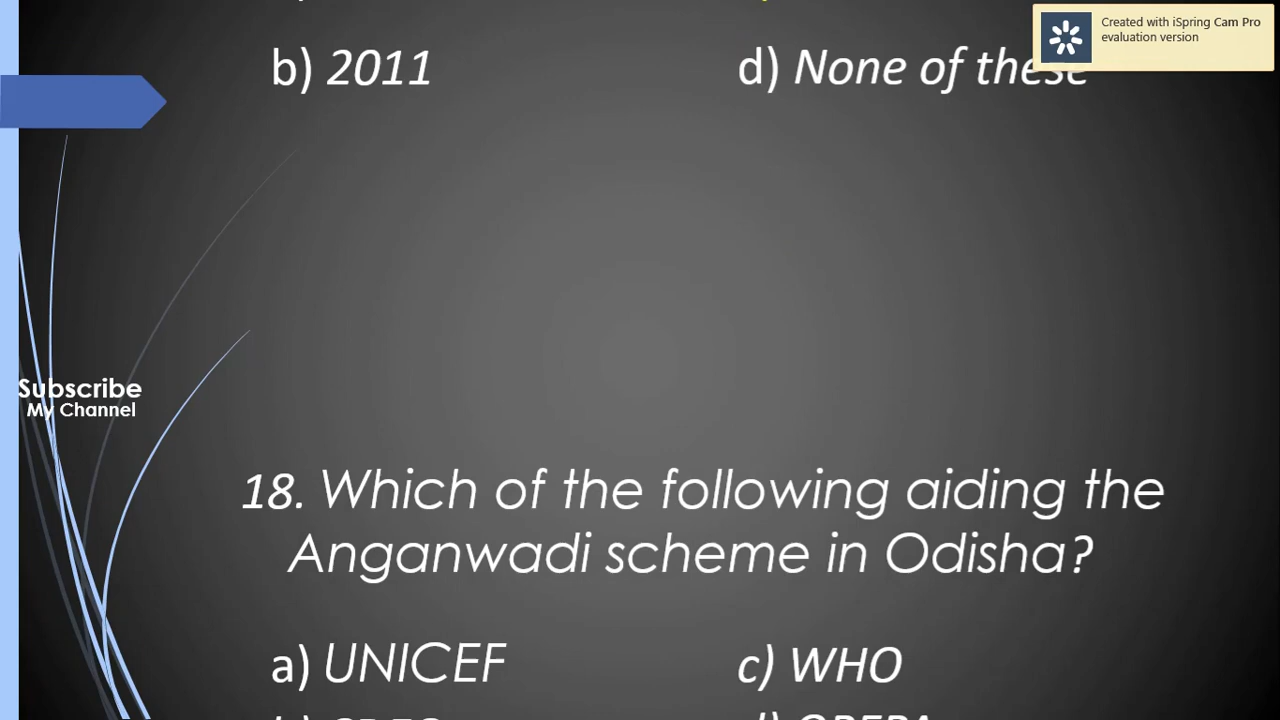 Created with iSpring Cam Pro
evaluation version
b) 2011
d) None of these
Subscribe
My Channel
18. Which of the following aiding the
Anganwadi scheme in Odisha?
a) UNICEF
c) WHO